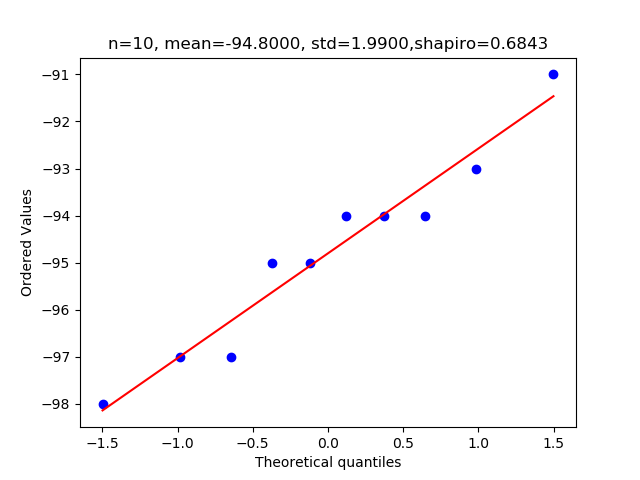 n=10, mean=-94.8000, std=1.9900,shapiro=0.6843
−91
−92
−93
−94
−95
−96
−97
−98
Ordered Values
−1.5 −1.0 −0.5 0.0 0.5 1.0 1.5
Theoretical quantiles